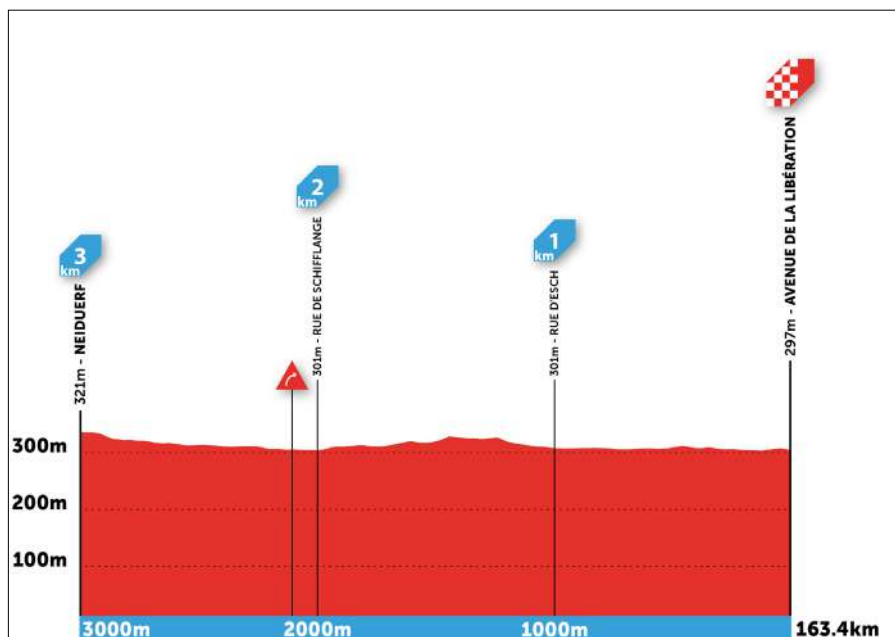 3
km
321m - NEIDUERF
2
km
301m - RUE DE SCHIFFLANGE
1
km
301m - RUE D'ESCH
297m - AVENUE DE LA LIBÉRATION
300m
200m
100m
3000m
2000m
1000m
163.4km